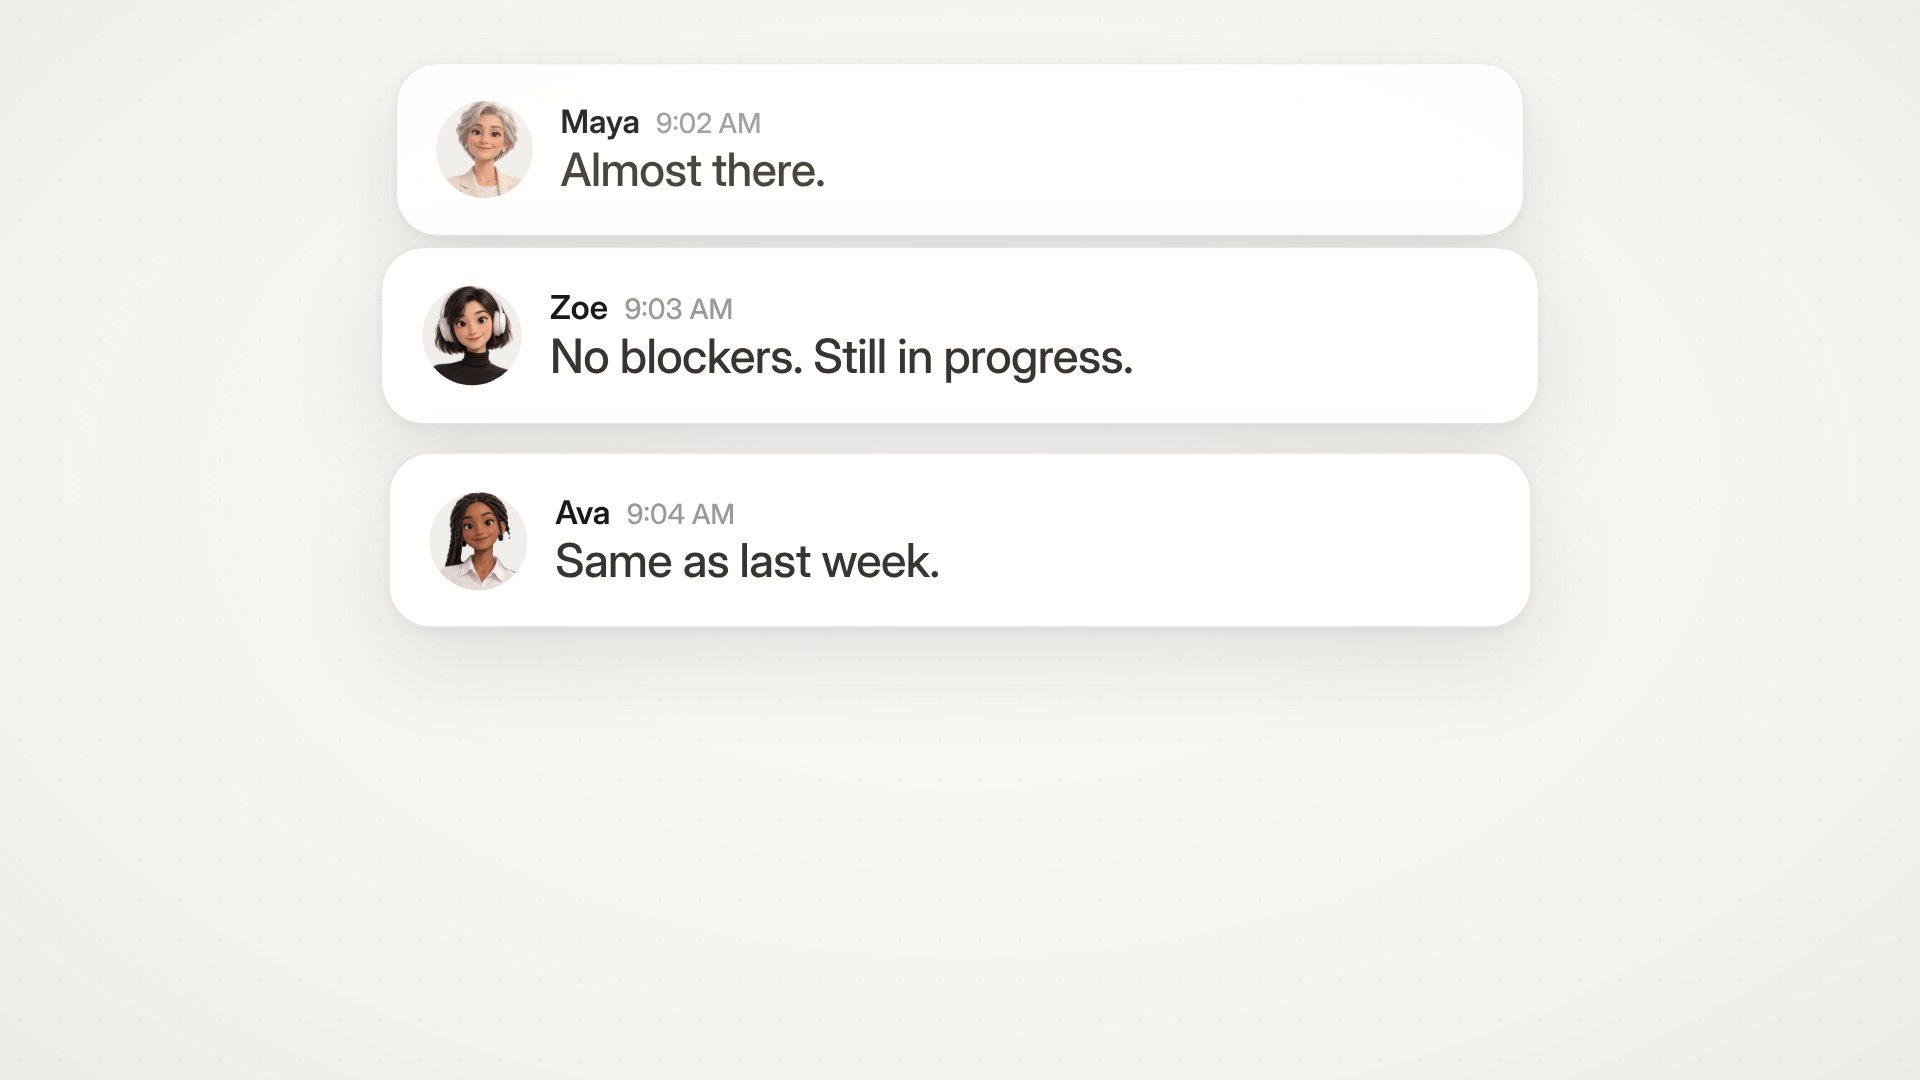 Maya 9:02 AM
Almost there.
Zoe 9:03 AM
No blockers. Still in progress.
Ava 9:04 AM
Same as last week.